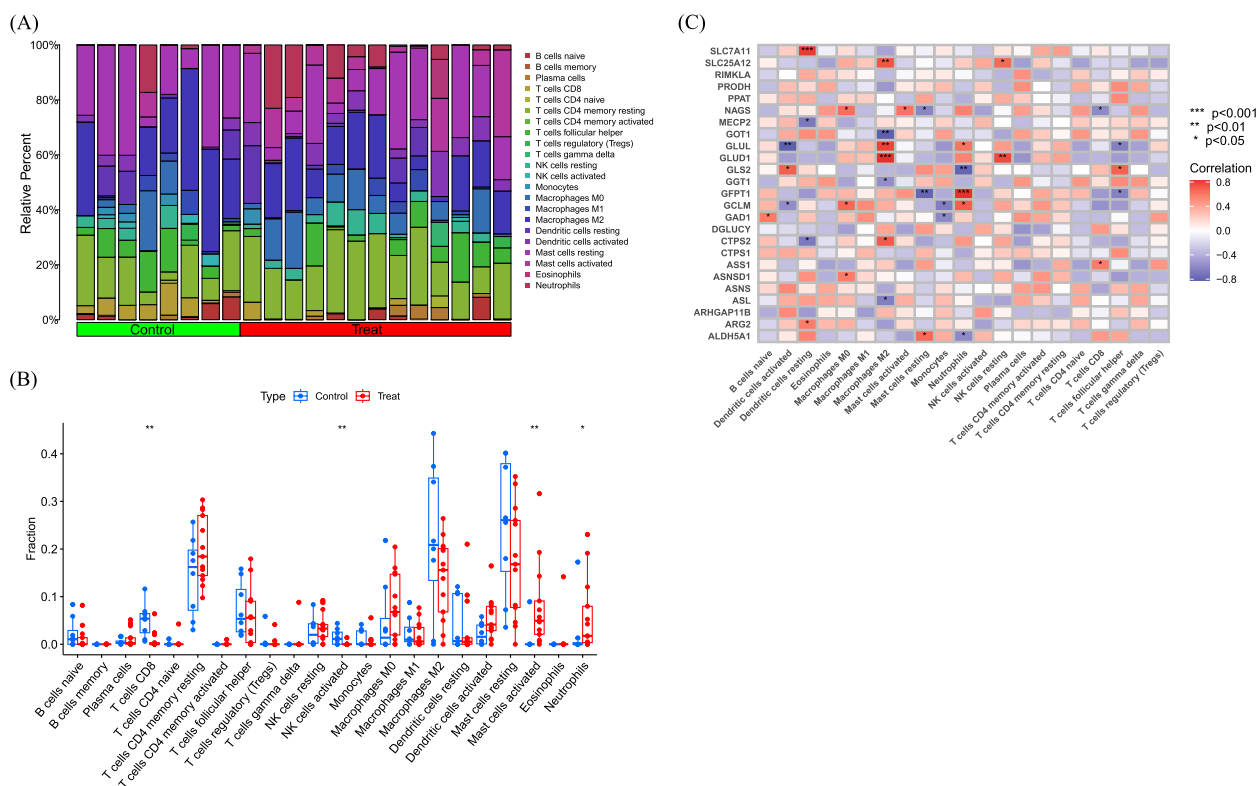 (A)
100%
80%
60%
40%
20%
0%
Relative Percent
Control
Treat
B cells naive
B cells memory
Plasma cells
T cells CD8
T cells CD4 naive
T cells CD4 memory resting
T cells CD4 memory activated
T cells follicular helper
T cells regulatory (Tregs)
T cells gamma delta
NK cells resting
NK cells activated
Monocytes
Macrophages M0
Macrophages M1
Macrophages M2
Dendritic cells resting
Dendritic cells activated
Mast cells resting
Mast cells activated
Eosinophils
Neutrophils
(B)
Type Control Treat
** ** ** *
0.4
0.3
0.2
0.1
0.0
Fraction
B cells naive
B cells memory
Plasma cells
T cells CD8
T cells CD4 naive
T cells CD4 memory resting
T cells CD4 memory activated
T cells follicular helper
T cells regulatory (Tregs)
T cells gamma delta
NK cells resting
NK cells activated
Monocytes
Macrophages M0
Macrophages M1
Macrophages M2
Dendritic cells resting
Dendritic cells activated
Mast cells resting
Mast cells activated
Eosinophils
Neutrophils
(C)
SLC7A11 ***
SLC25A12 ** *
RIMKLA
PRODH
PPAT
NAGS * * * *
MECP2 *
GOT1 **
GLUL ** ** * *
GLUD1 *** **
GLS2 * ** *
GGT1 *
GFPT1 ** *** *
GCLM * * * *
GAD1 * *
DGLUCY
CTPS2 * *
CTPS1
ASS1 *
ASNSD1 *
ASNS
ASL *
ARHGAP11B
ARG2 *
ALDH5A1 * *
B cells naive
Dendritic cells activated
Dendritic cells resting
Eosinophils
Macrophages M0
Macrophages M1
Macrophages M2
Mast cells activated
Mast cells resting
Monocytes
Neutrophils
NK cells activated
NK cells resting
Plasma cells
T cells CD4 memory activated
T cells CD4 memory resting
T cells CD4 naive
T cells CD8
T cells follicular helper
T cells gamma delta
T cells regulatory (Tregs)
*** p<0.001
** p<0.01
* p<0.05
Correlation
0.8
0.4
0.0
−0.4
−0.8